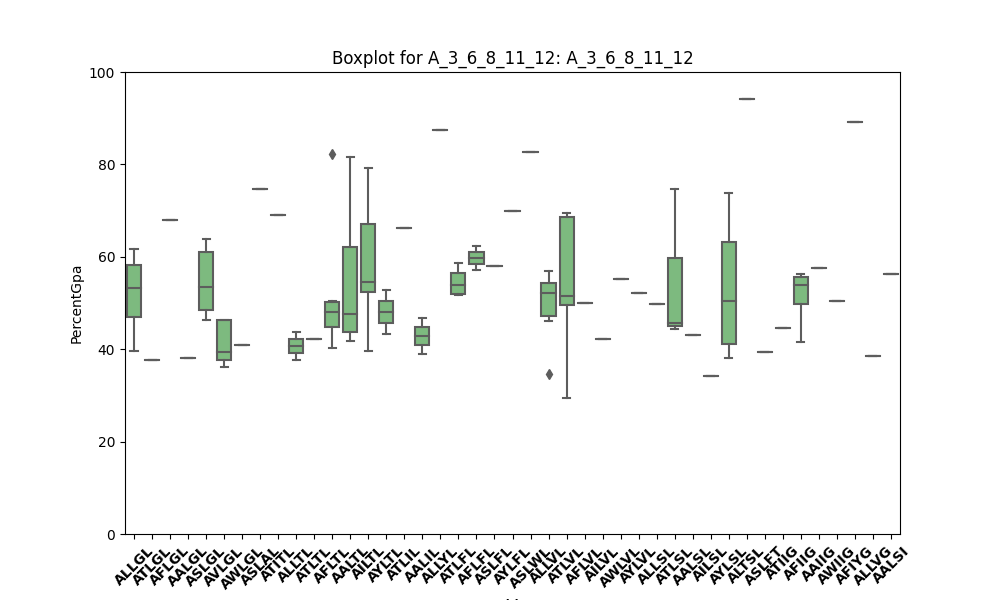 Boxplot for A_3_6_8_11_12: A_3_6_8_11_12
PercentGpa
100
80
60
40
20
0
ALLGL
ATLGL
AFLGL
AALGL
ASLGL
AVLGL
AWLGL
ASLAL
ATITL
ALLTL
ATLTL
AFLTL
AALTL
AILTL
AYLTL
ATLIL
AALIL
ALLYL
ATLFL
AFLFL
ASLFL
AYLFL
ASLWL
ALLVL
ATLVL
AFLVL
AILVL
AWLVL
AYLVL
ALLSL
ATLSL
AALSL
AILSL
AYLSL
ALTSL
ASLFT
ATIIG
AFIIG
AAIIG
AWIIG
AFIYG
ALLVG
AALSI